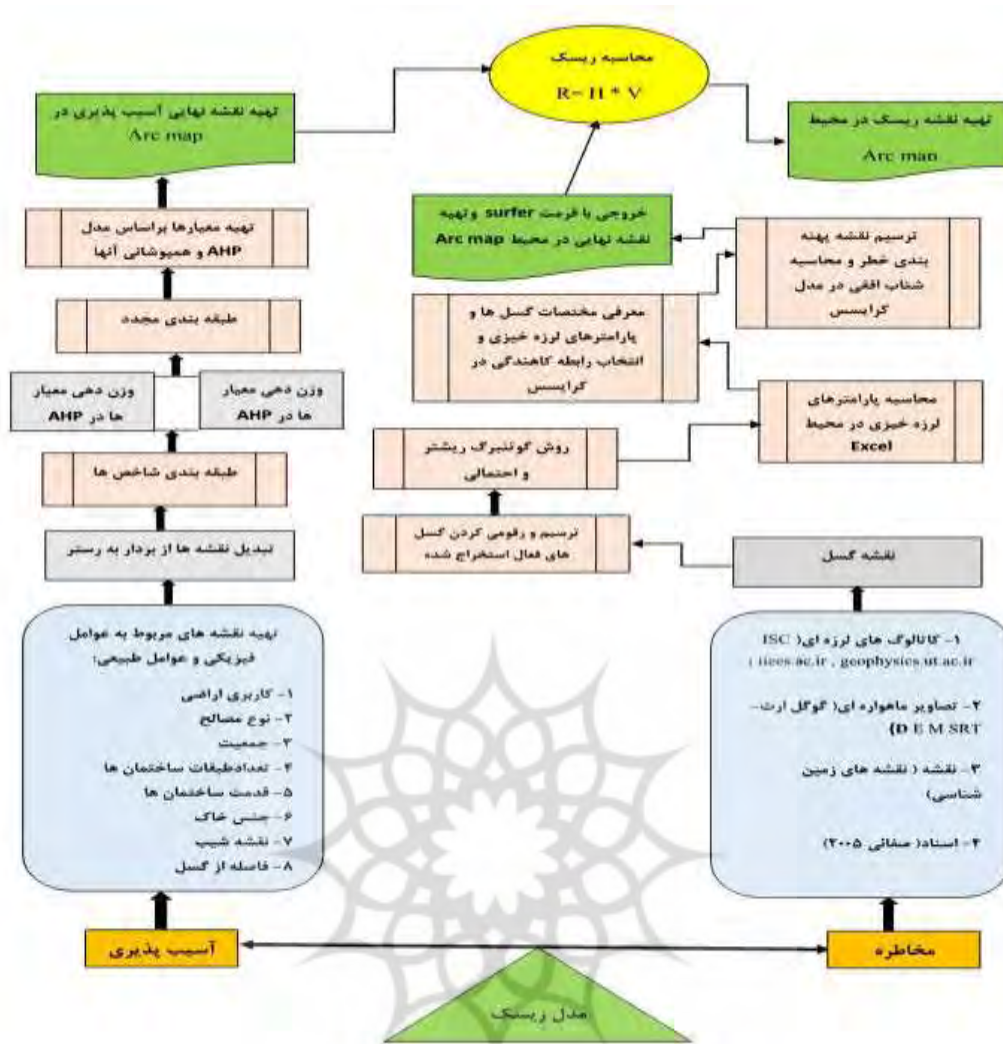 محاسبه ریسک
R= H * V
تهیه نقشه نهایی آسیب پذیری در
Arc map
تهیه نقشه ریسک در محیط
Arc map
تهیه معیارها براساس مدل
AHP و همپوشانی آنها
خروجی با فرمت surfer و تهیه
نقشه نهایی در محیط Arc map
ترسیم نقشه پهنه
بندی خطر و محاسبه
شتاب افقی در مدل
کرایسس
طبقه بندی مجدد
معرفی مختصات گسل ها و
پارامترهای لرزه خیزی و
انتخاب رابطه کاهندگی در
کرایسس
وزن دهی معیار
ها در AHP
وزن دهی معیار
ها در AHP
محاسبه پارامترهای
لرزه خیزی در محیط
Excel
روش گوتنبرگ ریشتر
و احتمالی
طبقه بندی شاخص ها
ترسیم و رقومی کردن گسل
های فعال استخراج شده
تبدیل نقشه ها از بردار به رستر
نقشه گسل
تهیه نقشه های مربوط به عوامل
فیزیکی و عوامل طبیعی:
۱- کاربری اراضی
۲- نوع مصالح
۳- جمعیت
۴- تعدادطبقات ساختمان ها
۵- قدمت ساختمان ها
۶- جنس خاک
۷- نقشه شیب
۸- فاصله از گسل
۱- کاتالوگ های لرزه ای( ISC
( iiees.ac.ir , geophysics.ut.ac.ir
۲- تصاویر ماهواره ای( گوگل ارث-
D E M SRT)
۳- نقشه ( نقشه های زمین
شناسی)
۴- اسناد( صفائی ۲۰۰۵)
آسیب پذیری
مخاطره
مدل ریسک